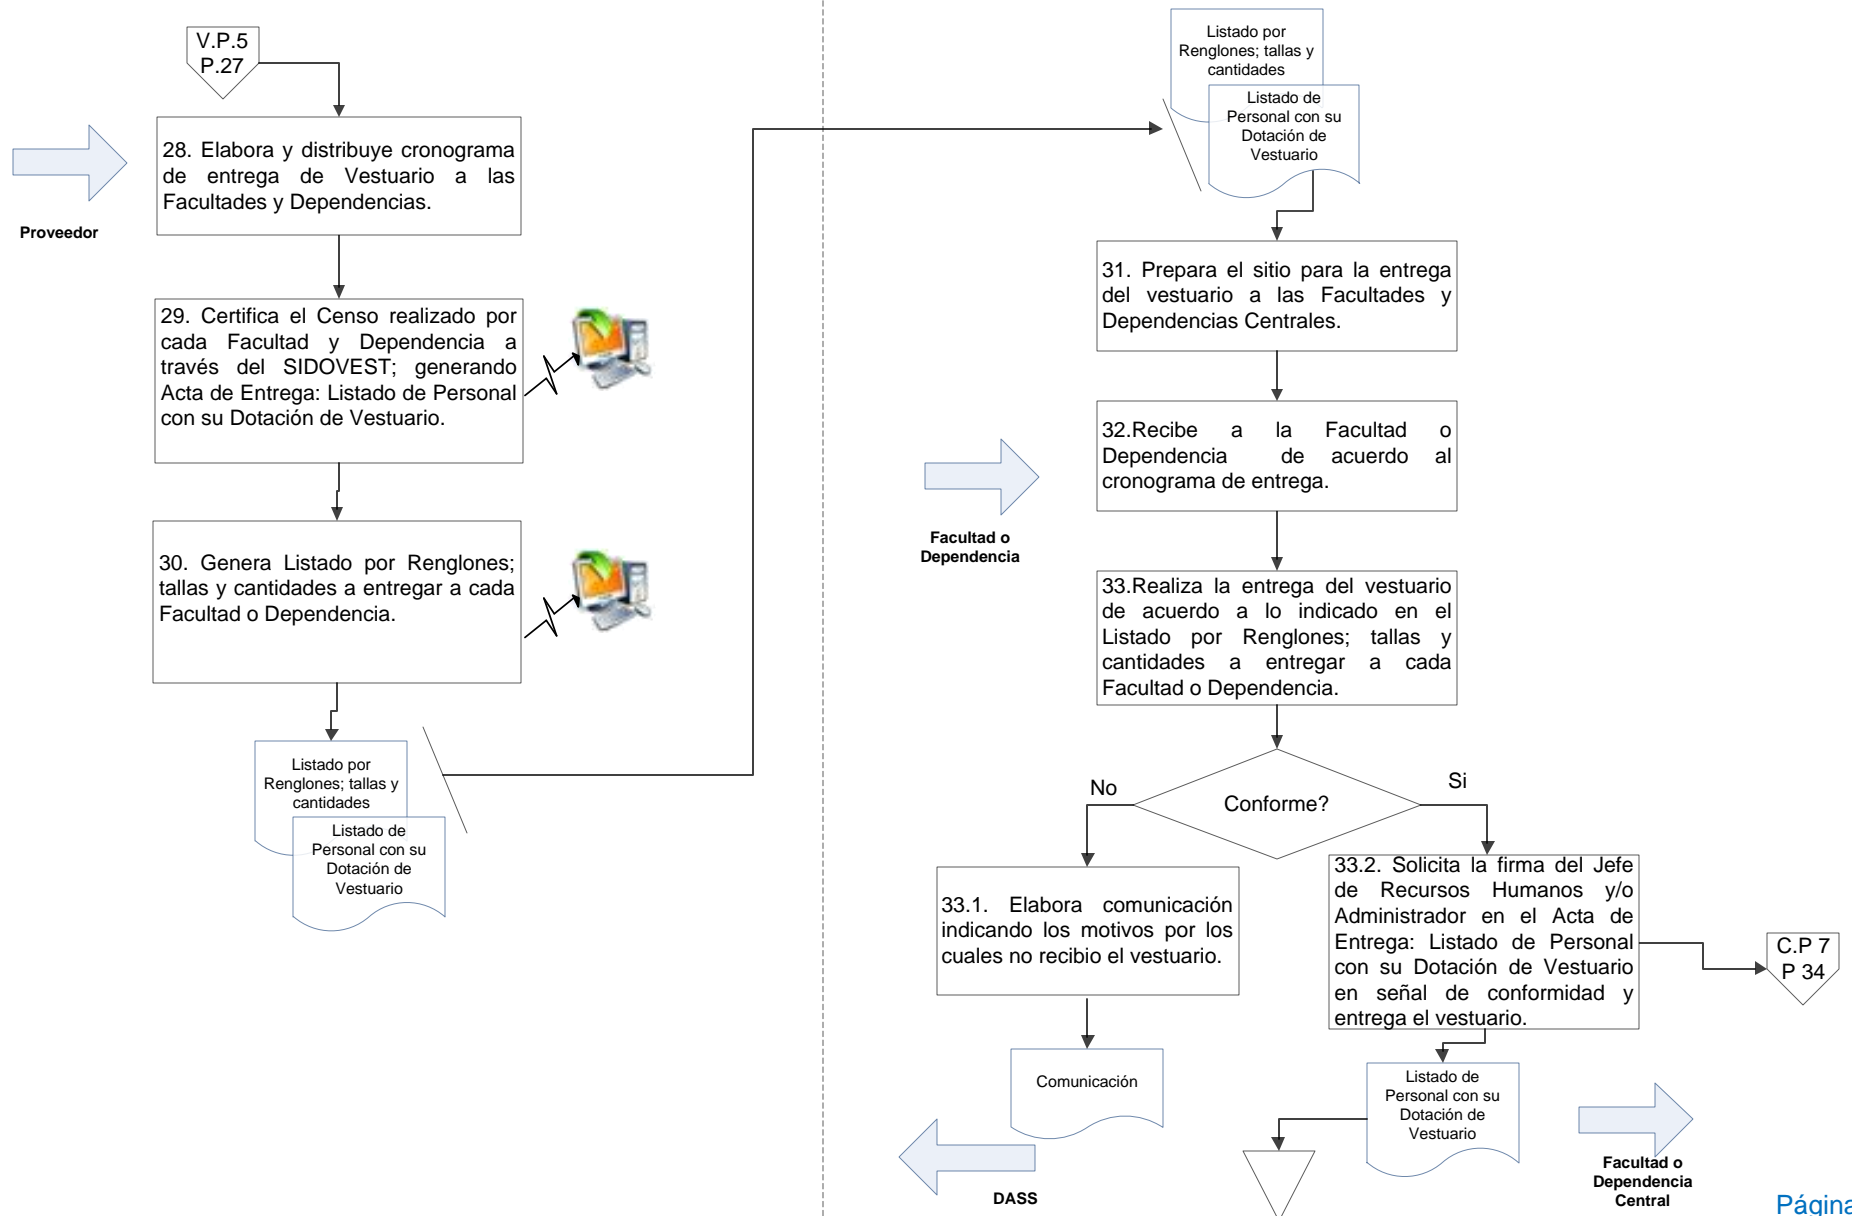 V.P.5
P.27
28. Elabora y distribuye cronograma
de entrega de Vestuario a las
Facultades y Dependencias.
Proveedor
29. Certifica el Censo realizado por
cada Facultad y Dependencia a
través del SIDOVEST; generando
Acta de Entrega: Listado de Personal
con su Dotación de Vestuario.
30. Genera Listado por Renglones;
tallas y cantidades a entregar a cada
Facultad o Dependencia.
Listado por
Renglones; tallas y
cantidades
Listado de
Personal con su
Dotación de
Vestuario
Listado por
Renglones; tallas y
cantidades
Listado de
Personal con su
Dotación de
Vestuario
31. Prepara el sitio para la entrega
del vestuario a las Facultades y
Dependencias Centrales.
32.Recibe a la Facultad o
Dependencia de acuerdo al
cronograma de entrega.
Facultad o
Dependencia
33.Realiza la entrega del vestuario
de acuerdo a lo indicado en el
Listado por Renglones; tallas y
cantidades a entregar a cada
Facultad o Dependencia.
Conforme?
No
Si
33.1. Elabora comunicación
indicando los motivos por los
cuales no recibio el vestuario.
33.2. Solicita la firma del Jefe
de Recursos Humanos y/o
Administrador en el Acta de
Entrega: Listado de Personal
con su Dotación de Vestuario
en señal de conformidad y
entrega el vestuario.
C.P 7
P 34
Comunicación
DASS
Listado de
Personal con su
Dotación de
Vestuario
Facultad o
Dependencia
Central
Página